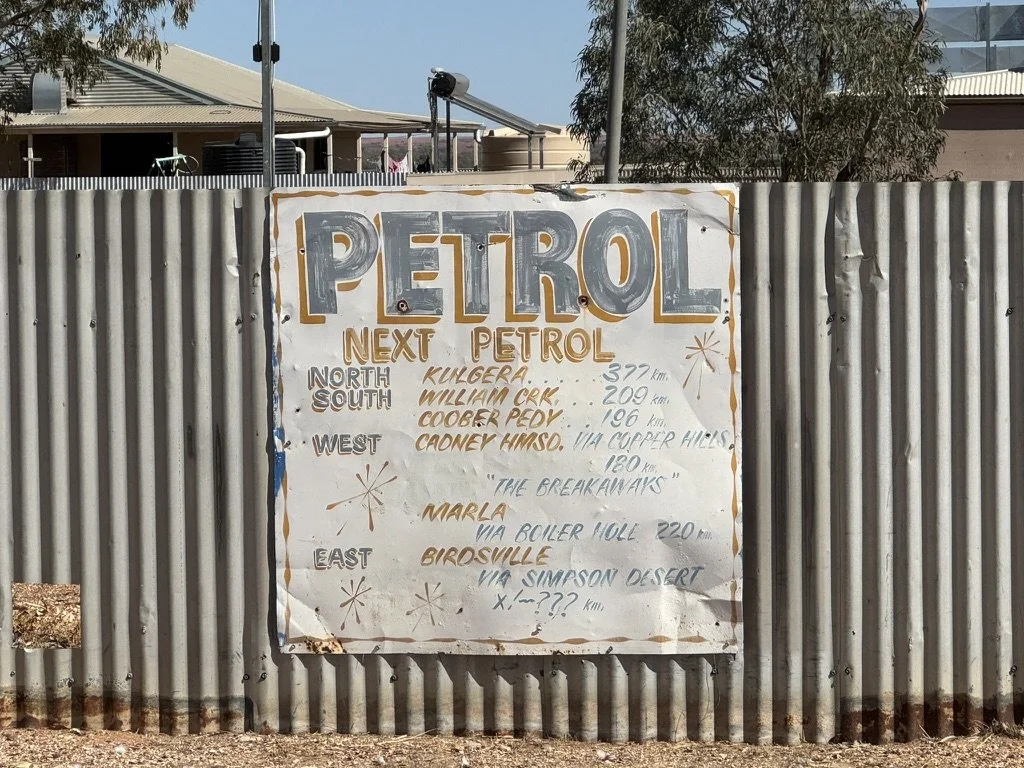 PETROL
NEXT PETROL
NORTH KULGERA.....377 km.
SOUTH WILLIAM CRK...209 km.
COOBER PEDY...196 km.
WEST CADNEY HMSD. VIA COPPER HILLS.
180 km.
"THE BREAKAWAYS"
MARLA
VIA BOILER HOLE 220 km.
EAST BIRDSVILLE
VIA SIMPSON DESERT
X!~??? km.